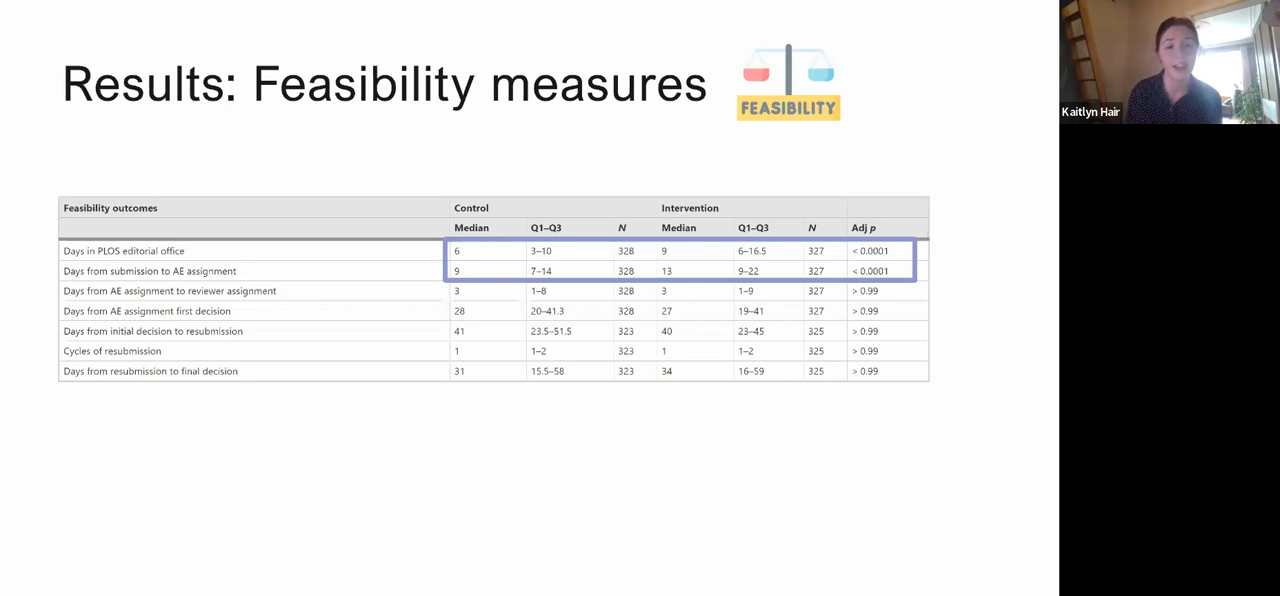 Results: Feasibility measures
FEASIBILITY
Kaitlyn Hair
Feasibility outcomes Control Intervention
Median Q1–Q3 N Median Q1–Q3 N Adj p
Days in PLOS editorial office 6 3–10 328 9 6–16.5 327 < 0.0001
Days from submission to AE assignment 9 7–14 328 13 9–22 327 < 0.0001
Days from AE assignment to reviewer assignment 3 1–8 328 3 1–9 327 > 0.99
Days from AE assignment first decision 28 20–41.3 328 27 19–41 327 > 0.99
Days from initial decision to resubmission 41 23.5–51.5 323 40 23–45 325 > 0.99
Cycles of resubmission 1 1–2 323 1 1–2 325 > 0.99
Days from resubmission to final decision 31 15.5–58 323 34 16–59 325 > 0.99